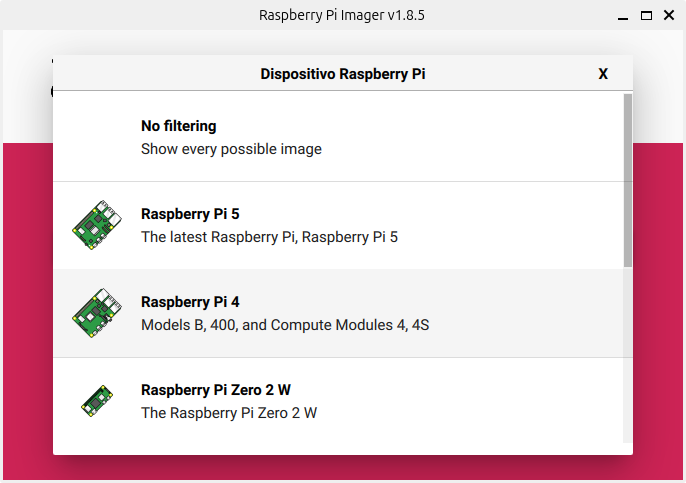 Raspberry Pi Imager v1.8.5
Dispositivo Raspberry Pi
X
No filtering
Show every possible image
Raspberry Pi 5
The latest Raspberry Pi, Raspberry Pi 5
Raspberry Pi 4
Models B, 400, and Compute Modules 4, 4S
Raspberry Pi Zero 2 W
The Raspberry Pi Zero 2 W